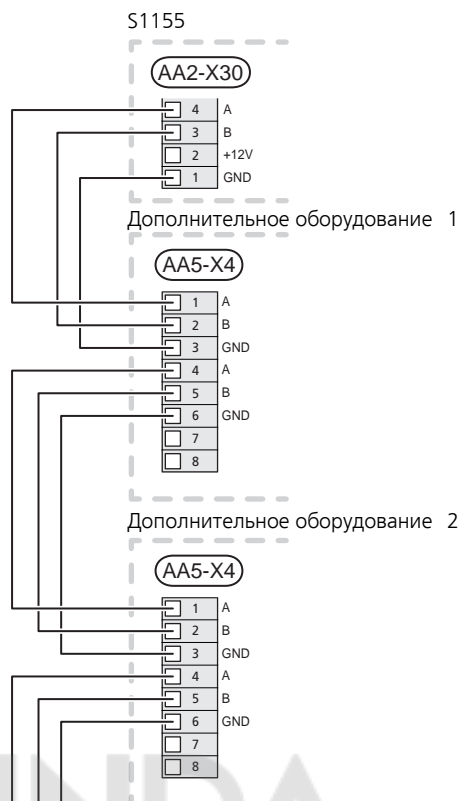 S1155
AA2-X30
4 A
3 B
2 +12V
1 GND
Дополнительное оборудование 1
AA5-X4
1 A
2 B
3 GND
4 A
5 B
6 GND
7
8
Дополнительное оборудование 2
AA5-X4
1 A
2 B
3 GND
4 A
5 B
6 GND
7
8